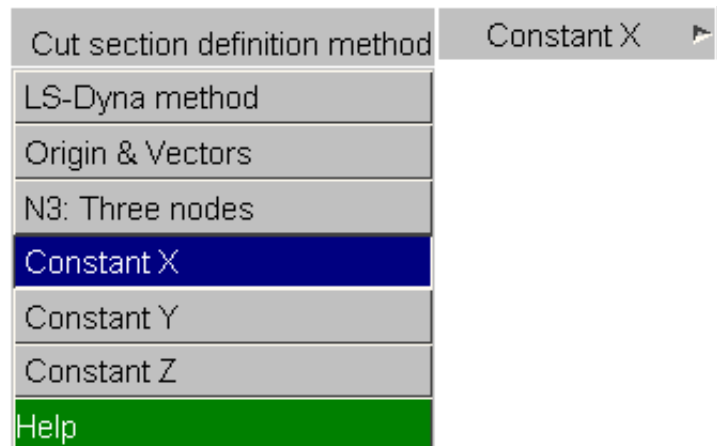 Cut section definition method
Constant X
LS-Dyna method
Origin & Vectors
N3: Three nodes
Constant X
Constant Y
Constant Z
Help